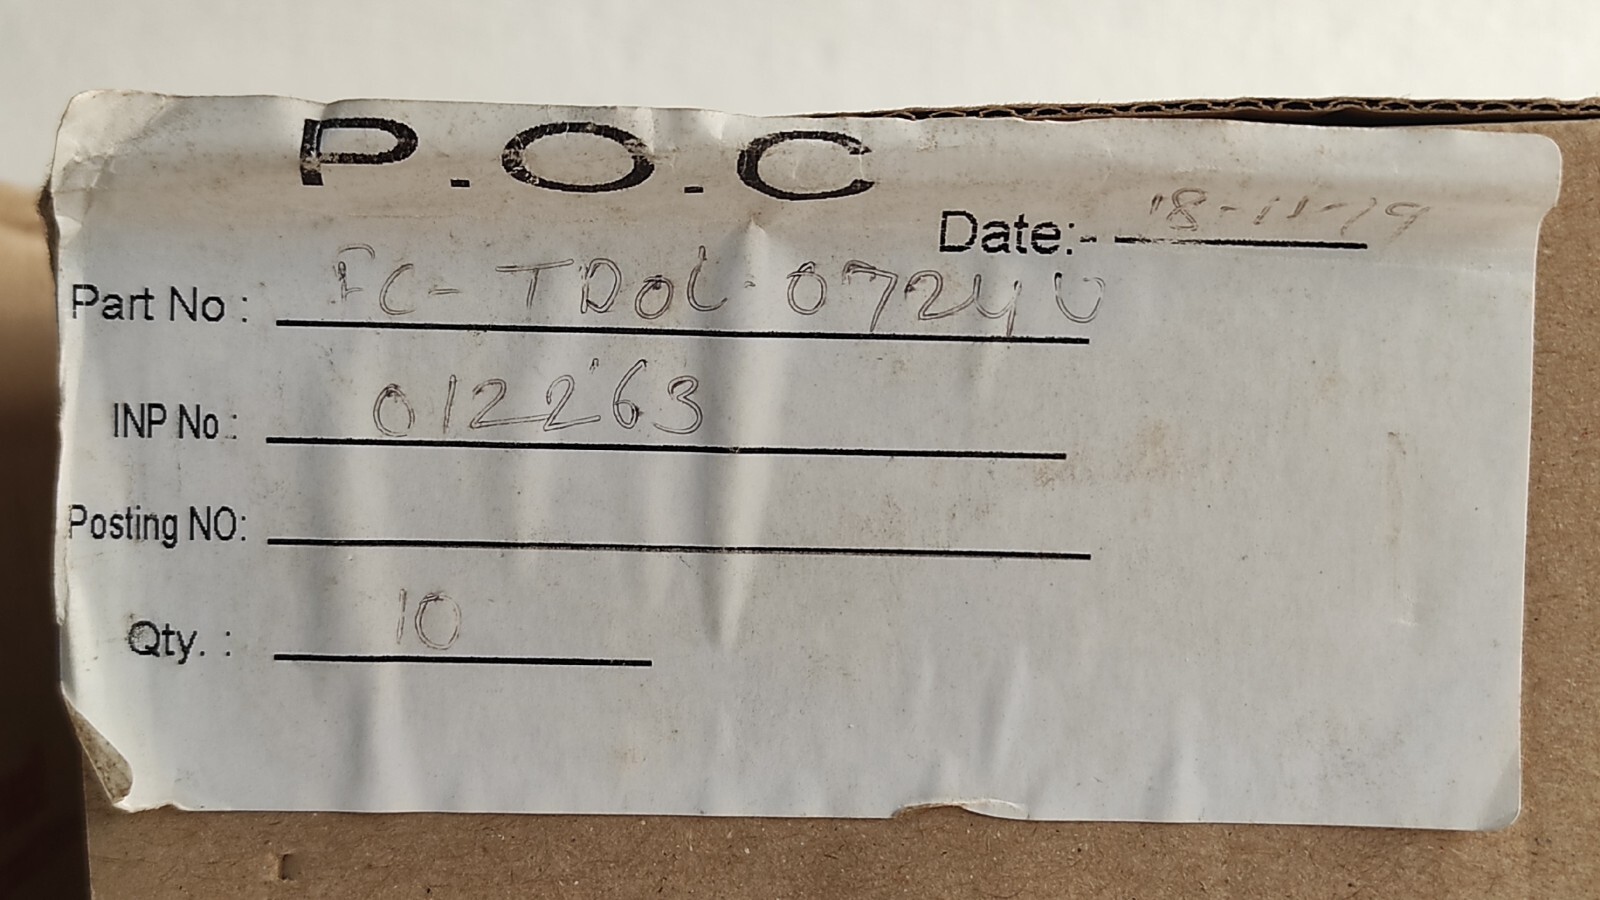 P.O.C
Date:- 18-11-19
Part No : FC-TDOL-0724U
INP No.: 012263
Posting NO:
Qty. : 10